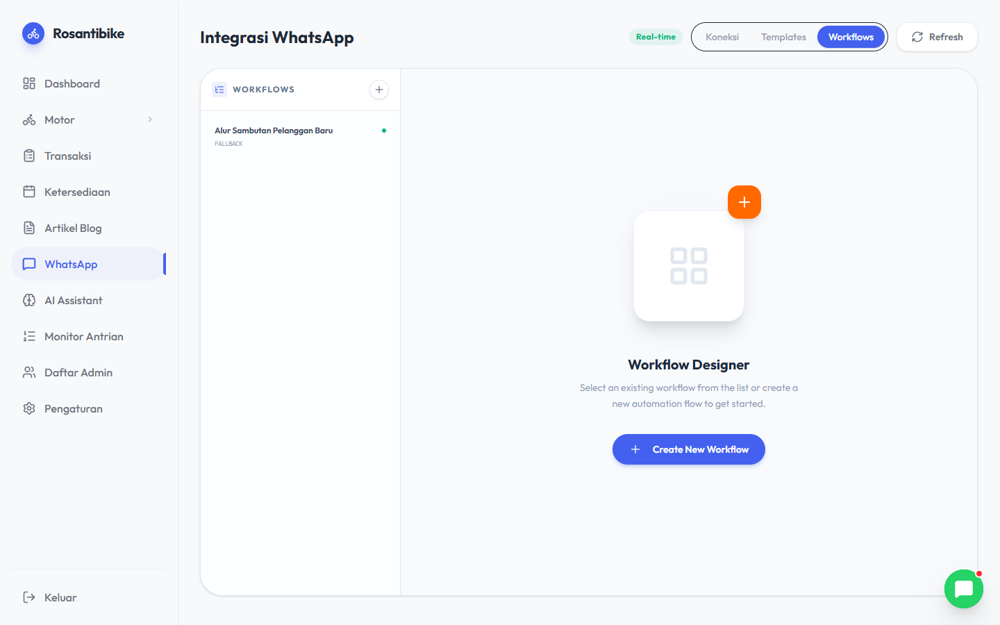 Rosantibike
Dashboard
Motor
Transaksi
Ketersediaan
Artikel Blog
WhatsApp
AI Assistant
Monitor Antrian
Daftar Admin
Pengaturan
Keluar
Integrasi WhatsApp
Real-time
Koneksi
Templates
Workflows
Refresh
WORKFLOWS
Alur Sambutan Pelanggan Baru
FALLBACK
Workflow Designer
Select an existing workflow from the list or create a
new automation flow to get started.
Create New Workflow